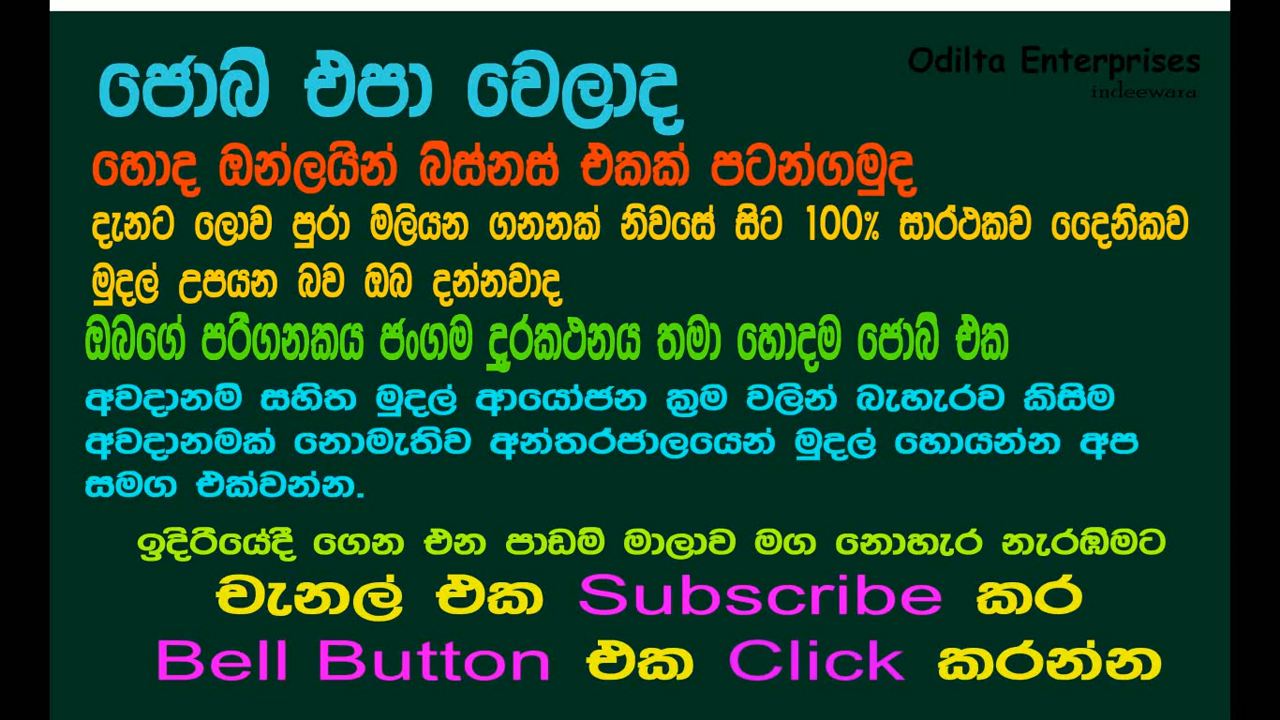 Odilta Enterprises
indeewara
ජොබ් එපා වෙලාද
හොද ඔන්ලයින් බිස්නස් එකක් පටන්ගමුද
දැනට ලොව පුරා මිලියන ගනනක් නිවසේ සිට 100% සාර්ථකව දෛනිකව
මුදල් උපයන බව ඔබ දන්නවාද
ඔබගේ පරිගනකය ජංගම දූරකථනය තමා හොදම ජොබ් එක
අවදානම් සහිත මුදල් ආයෝජන ක්‍රම වලින් බැහැරව කිසිම
අවදානමක් නොමැතිව අන්තර්ජාලයෙන් මුදල් හොයන්න අප
සමග එක්වන්න.
ඉදිරියේදී ගෙන එන පාඩම් මාලාව මග නොහැර නැරඹීමට
චැනල් එක Subscribe කර
Bell Button එක Click කරන්න